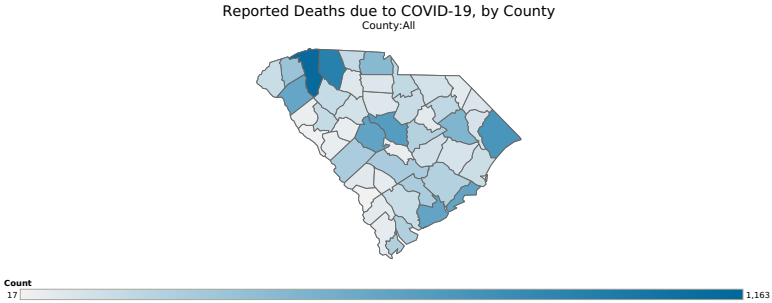 Reported Deaths due to COVID-19, by County
County:All
Count
17 1,163